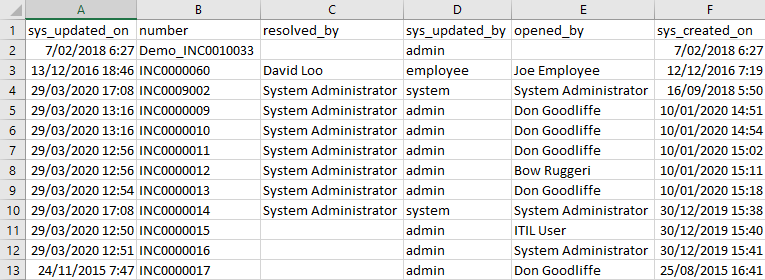 A B C D E F
1 sys_updated_on number resolved_by sys_updated_by opened_by sys_created_on
2 7/02/2018 6:27 Demo_INC0010033 admin 7/02/2018 6:27
3 13/12/2016 18:46 INC0000060 David Loo employee Joe Employee 12/12/2016 7:19
4 29/03/2020 17:08 INC0009002 System Administrator system System Administrator 16/09/2018 5:50
5 29/03/2020 13:16 INC0000009 System Administrator admin Don Goodliffe 10/01/2020 14:51
6 29/03/2020 13:16 INC0000010 System Administrator admin Don Goodliffe 10/01/2020 14:54
7 29/03/2020 12:56 INC0000011 System Administrator admin Don Goodliffe 10/01/2020 15:02
8 29/03/2020 12:56 INC0000012 System Administrator admin Bow Ruggeri 10/01/2020 15:11
9 29/03/2020 12:54 INC0000013 System Administrator admin Don Goodliffe 10/01/2020 15:18
10 29/03/2020 17:08 INC0000014 System Administrator system System Administrator 30/12/2019 15:38
11 29/03/2020 12:50 INC0000015 admin ITIL User 30/12/2019 15:40
12 29/03/2020 12:51 INC0000016 admin System Administrator 30/12/2019 15:41
13 24/11/2015 7:47 INC0000017 admin Don Goodliffe 25/08/2015 16:41